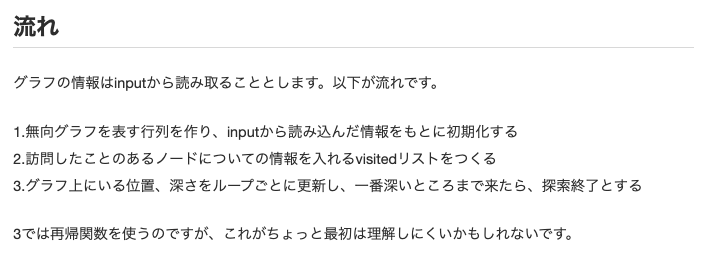 流れ
グラフの情報はinputから読み取ることとします。以下が流れです。
1.無向グラフを表す行列を作り、inputから読み込んだ情報をもとに初期化する
2.訪問したことのあるノードについての情報を入れるvisitedリストをつくる
3.グラフ上にいる位置、深さをループごとに更新し、一番深いところまで来たら、探索終了とする
3では再帰関数を使うのですが、これがちょっと最初は理解しにくいかもしれないです。